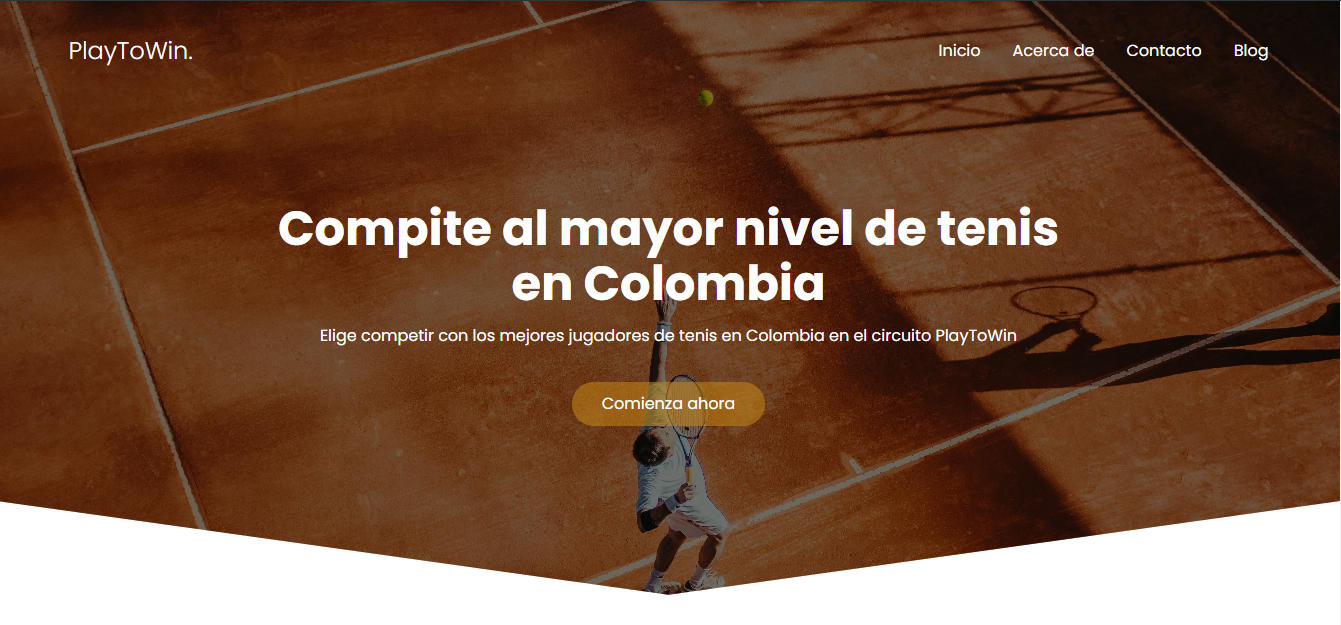 PlayToWin.
Inicio
Acerca de
Contacto
Blog
Compite al mayor nivel de tenis
en Colombia
Elige competir con los mejores jugadores de tenis en Colombia en el circuito PlayToWin
Comienza ahora